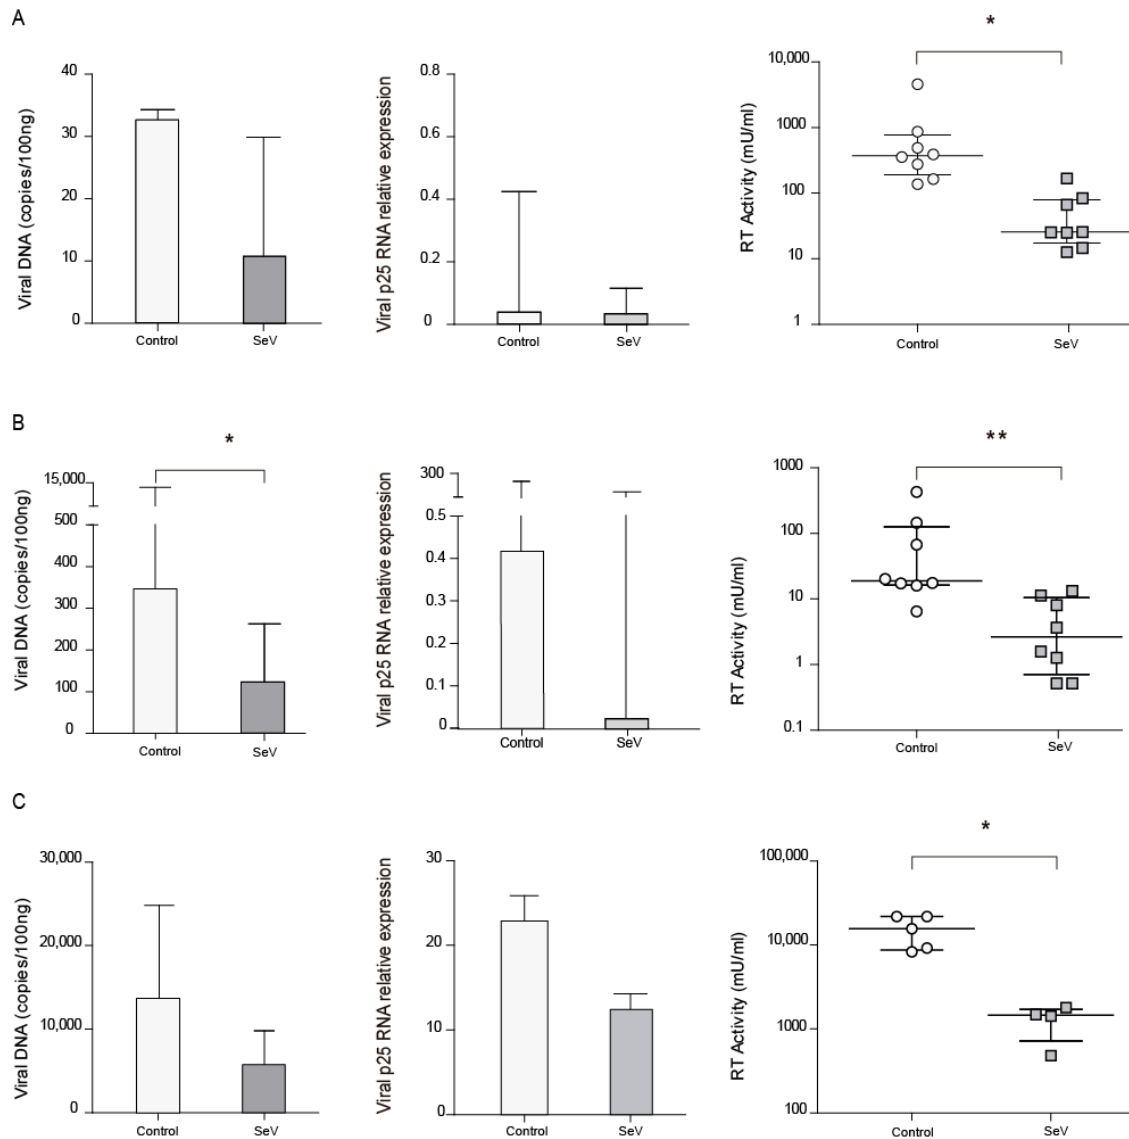 A
Viral DNA (copies/100ng)
40
30
20
10
0
Control
SeV
Viral p25 RNA relative expression
0.8
0.6
0.4
0.2
0
Control
SeV
*
RT Activity (mU/ml)
10,000
1000
100
10
1
Control
SeV
B
*
Viral DNA (copies/100ng)
15,000
500
400
300
200
100
0
Control
SeV
Viral p25 RNA relative expression
300
0.5
0.4
0.3
0.2
0.1
0
Control
SeV
**
RT Activity (mU/ml)
1000
100
10
1
0.1
Control
SeV
C
Viral DNA (copies/100ng)
30,000
20,000
10,000
0
Control
SeV
Viral p25 RNA relative expression
30
20
10
0
Control
SeV
*
RT Activity (mU/ml)
100,000
10,000
1000
100
Control
SeV